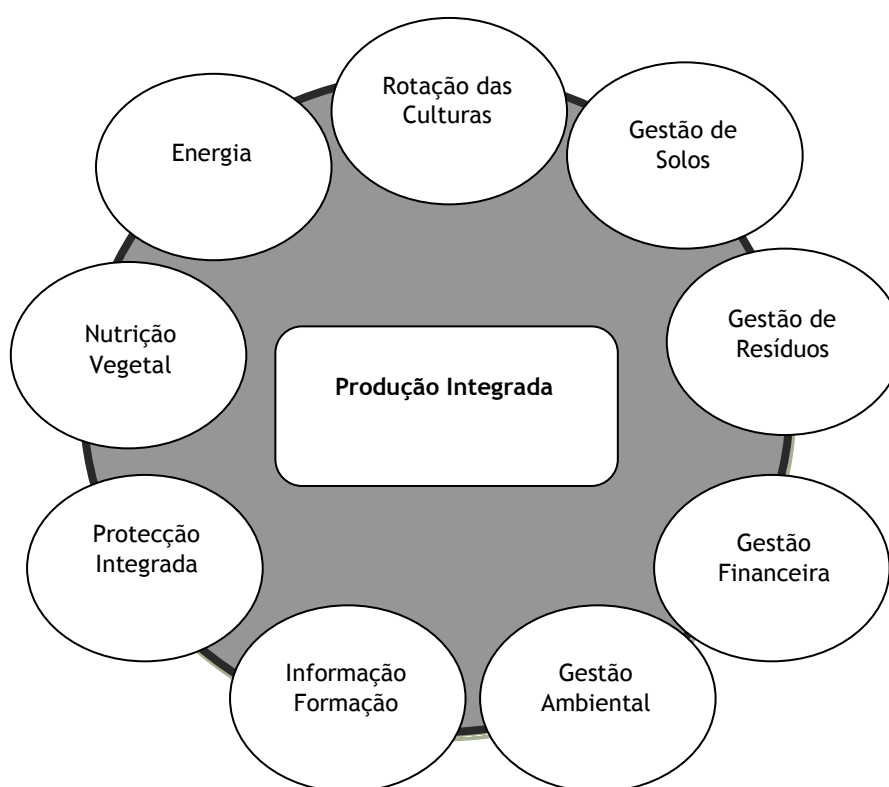 Rotação das
Culturas
Gestão de
Solos
Energia
Gestão de
Resíduos
Nutrição
Vegetal
Produção Integrada
Protecção
Integrada
Gestão
Financeira
Informação
Formação
Gestão
Ambiental